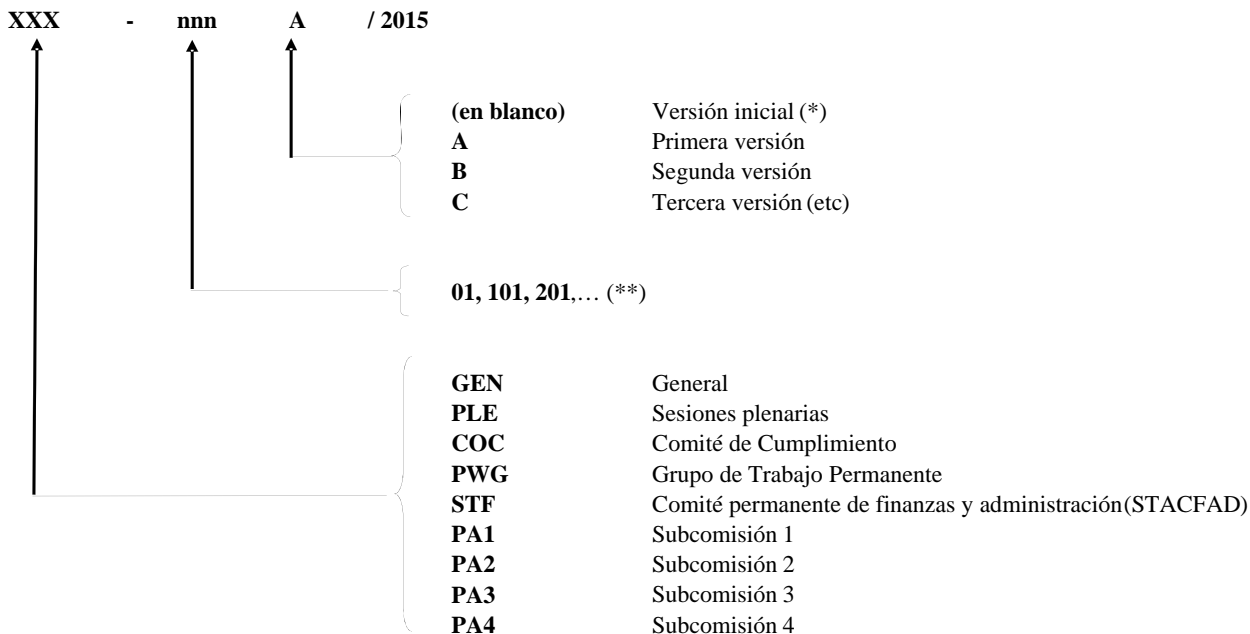 XXX - nnn A / 2015
(en blanco) Versión inicial (*)
A Primera versión
B Segunda versión
C Tercera versión (etc)
01, 101, 201,… (**)
GEN General
PLE Sesiones plenarias
COC Comité de Cumplimiento
PWG Grupo de Trabajo Permanente
STF Comité permanente de finanzas y administración(STACFAD)
PA1 Subcomisión 1
PA2 Subcomisión 2
PA3 Subcomisión 3
PA4 Subcomisión 4